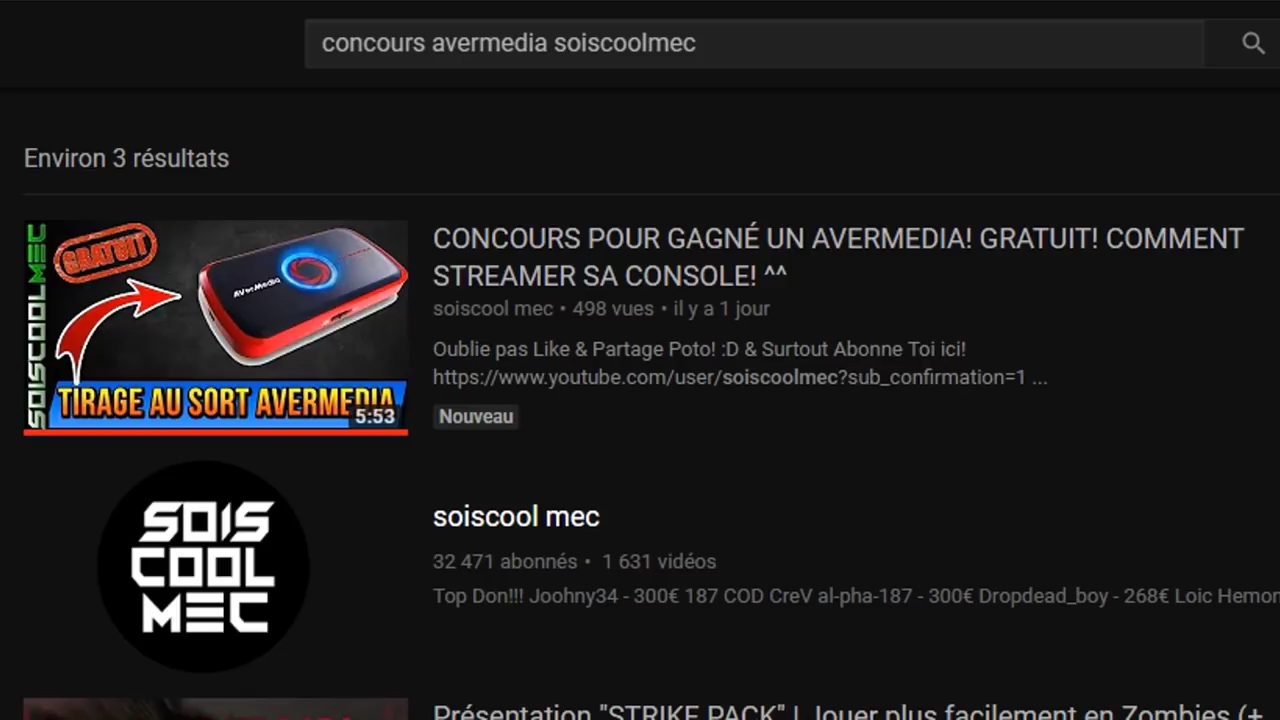 concours avermedia soiscoolmec
Environ 3 résultats
SOISCOOLMEC
GRATUIT
AVerMedia
TIRAGE AU SORT AVERMEDIA
5:53
CONCOURS POUR GAGNÉ UN AVERMEDIA! GRATUIT! COMMENT
STREAMER SA CONSOLE! ^^
soiscool mec • 498 vues • il y a 1 jour
Oublie pas Like & Partage Poto! :D & Surtout Abonne Toi ici!
https://www.youtube.com/user/soiscoolmec?sub_confirmation=1 ...
Nouveau
SOIS
COOL
MEC
soiscool mec
32 471 abonnés • 1 631 vidéos
Top Don!!! Joohny34 - 300€ 187 COD CreV al-pha-187 - 300€ Dropdead_boy - 268€ Loic Hemon
Présentation "STRIKE PACK" | Jouer plus facilement en Zombies (+